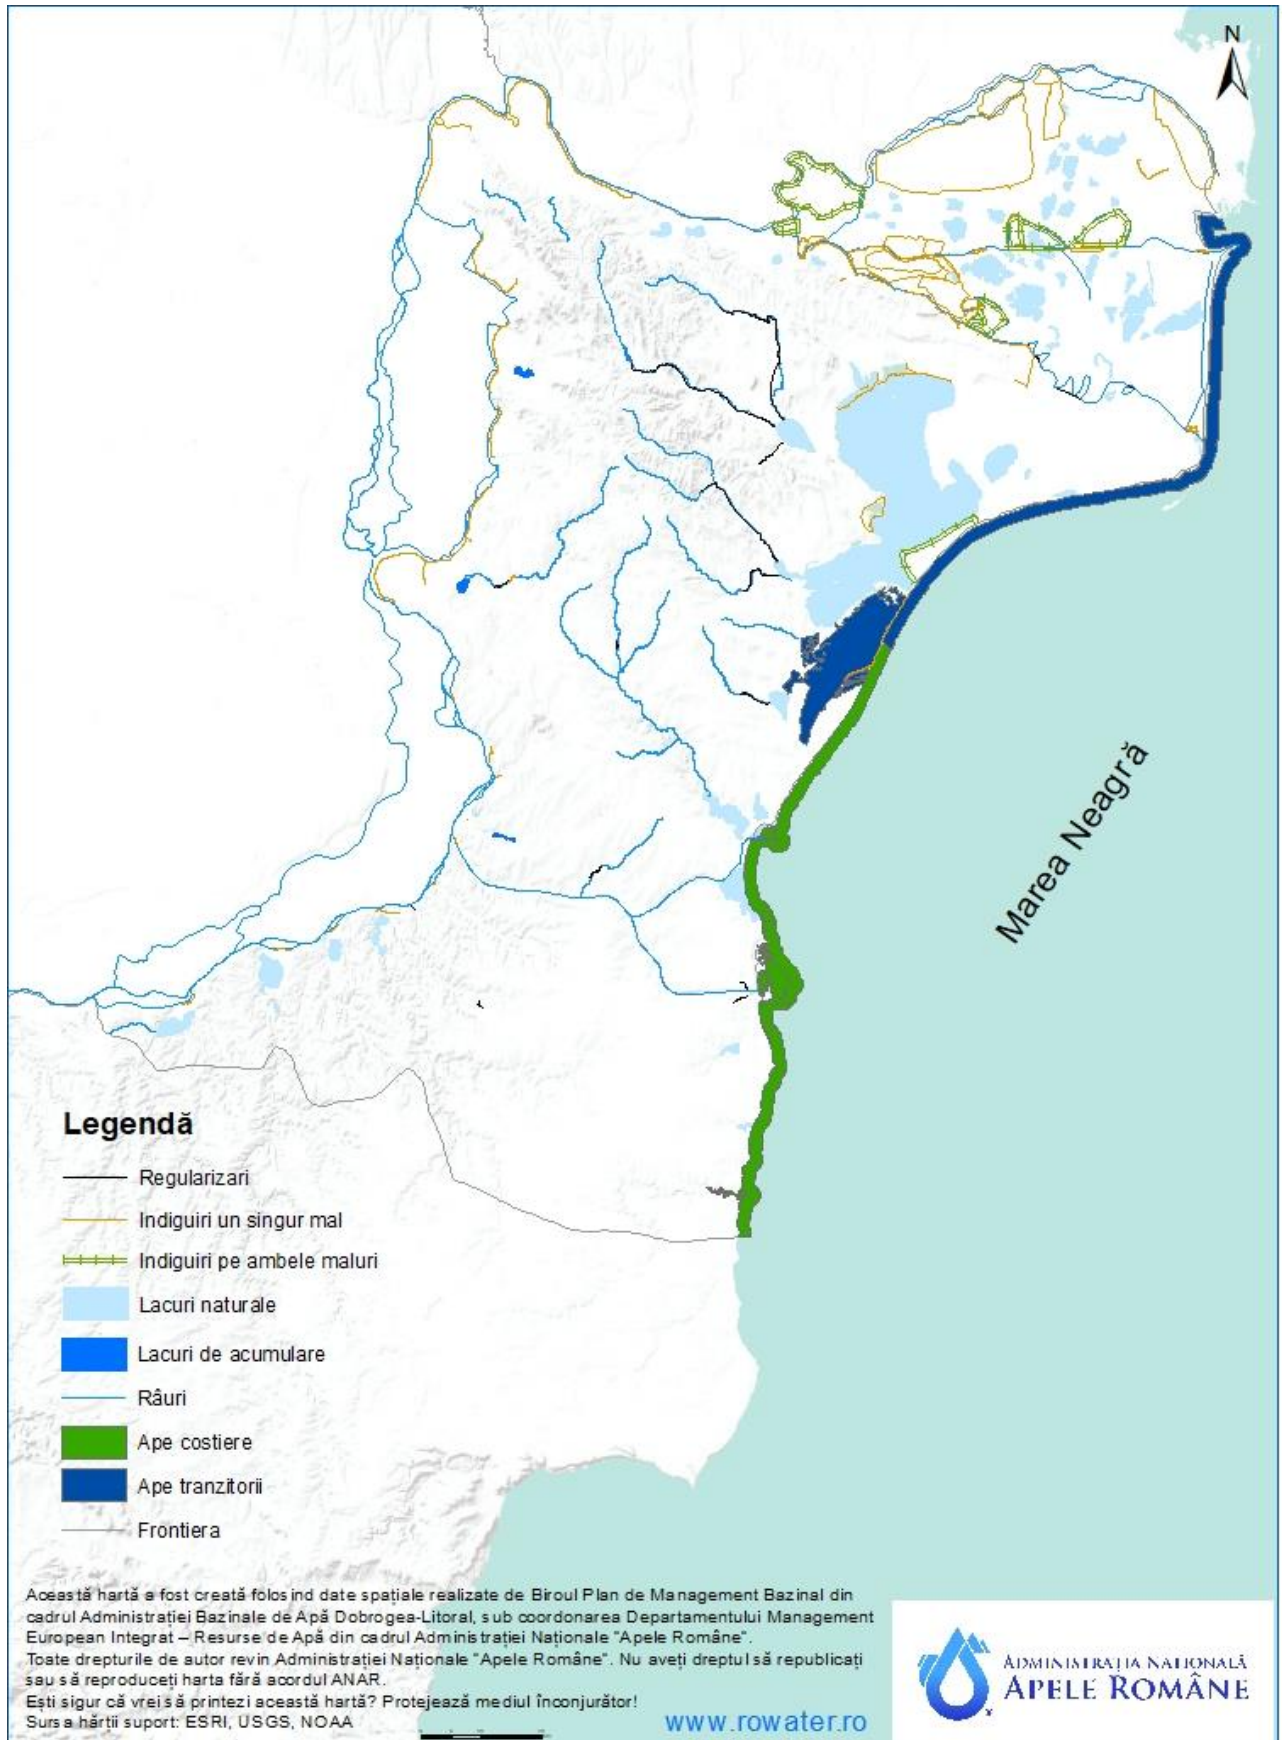 N
Marea Neagră
Legendă
Regularizari
Indiguiri un singur mal
Indiguiri pe ambele maluri
Lacuri naturale
Lacuri de acumulare
Râuri
Ape costiere
Ape tranzitorii
Frontiera
Această hartă a fost creată folosind date spațiale realizate de Biroul Plan de Management Bazinal din
cadrul Administrației Bazinale de Apă Dobrogea-Litoral, sub coordonarea Departamentului Management
European Integrat – Resurse de Apă din cadrul Administrației Naționale "Apele Române".
Toate drepturile de autor revin Administrației Naționale "Apele Române". Nu aveți dreptul să republicați
sau să reproduceți harta fără acordul ANAR.
Ești sigur că vrei să printezi această hartă? Protejează mediul înconjurător!
Sursa hărții suport: ESRI, USGS, NOAA
www.rowater.ro
ADMINISTRAȚIA NAȚIONALĂ
APELE ROMÂNE